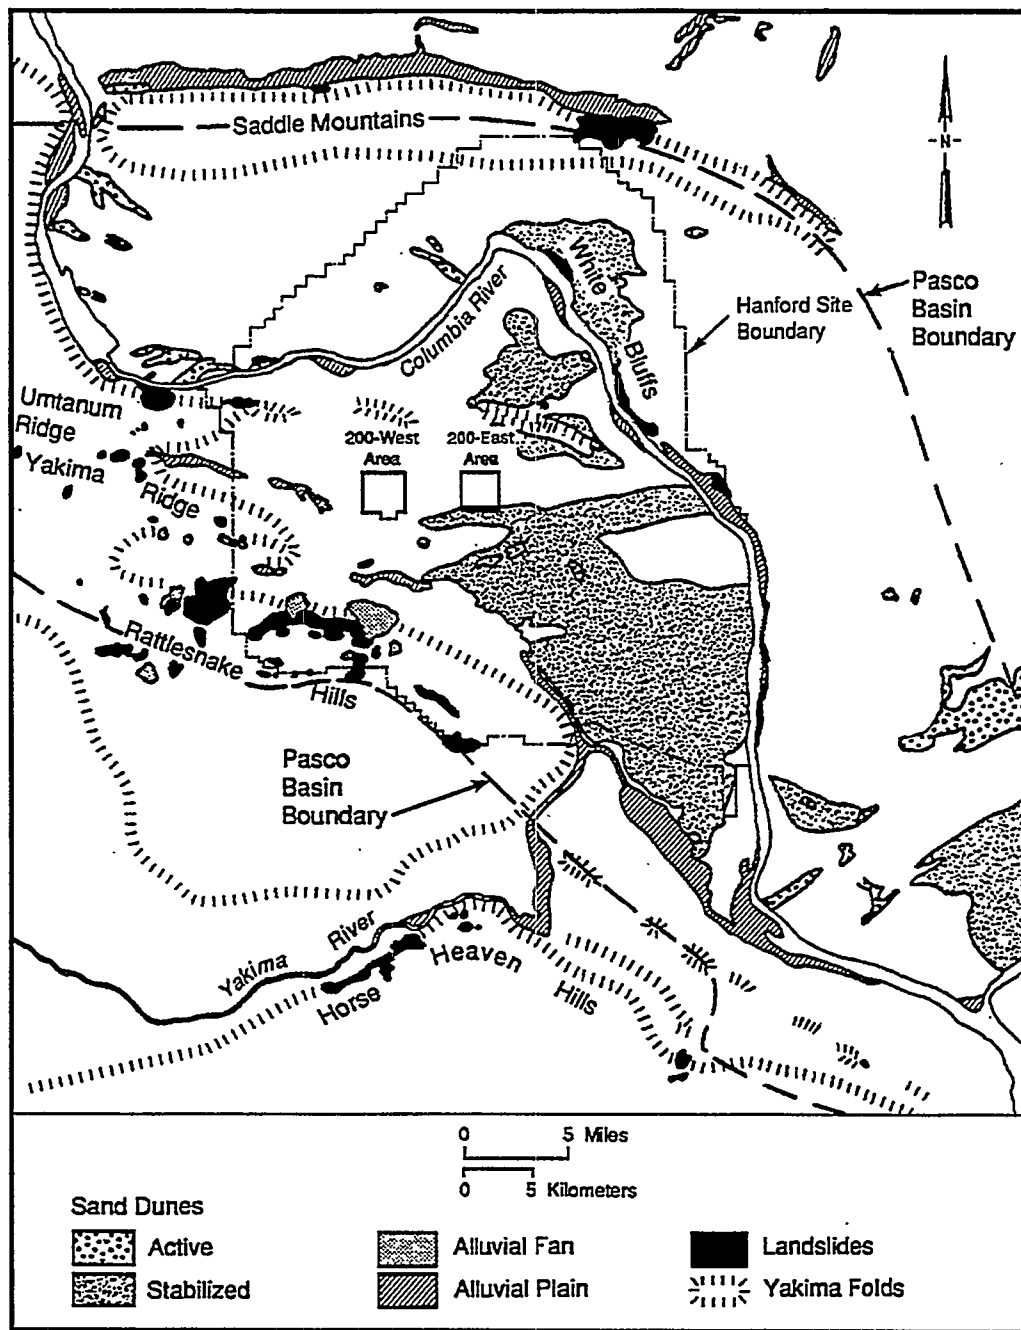 Saddle Mountains
N
White
Bluffs
Columbia River
Hanford Site
Boundary
Pasco
Basin
Boundary
Umtanum
Ridge
Yakima
Ridge
200-West
Area
200-East
Area
Rattlesnake
Hills
Pasco
Basin
Boundary
Yakima
River
Horse
Heaven
Hills
0 5 Miles
0 5 Kilometers
Sand Dunes
Active
Stabilized
Alluvial Fan
Alluvial Plain
Landslides
Yakima Folds